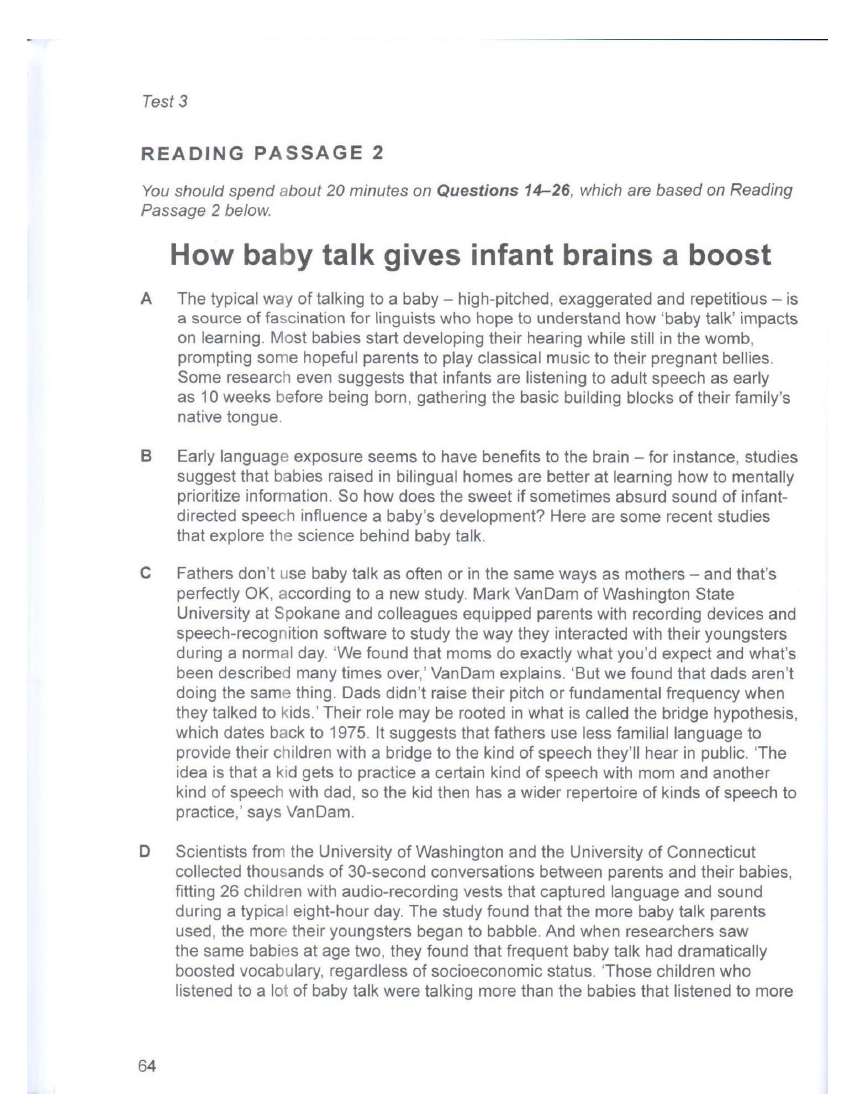 Test 3
READING PASSAGE 2
You should spend about 20 minutes on Questions 14–26, which are based on Reading
Passage 2 below.
How baby talk gives infant brains a boost
A The typical way of talking to a baby – high-pitched, exaggerated and repetitious – is
a source of fascination for linguists who hope to understand how ‘baby talk’ impacts
on learning. Most babies start developing their hearing while still in the womb,
prompting some hopeful parents to play classical music to their pregnant bellies.
Some research even suggests that infants are listening to adult speech as early
as 10 weeks before being born, gathering the basic building blocks of their family’s
native tongue.
B Early language exposure seems to have benefits to the brain – for instance, studies
suggest that babies raised in bilingual homes are better at learning how to mentally
prioritize information. So how does the sweet if sometimes absurd sound of infant-
directed speech influence a baby’s development? Here are some recent studies
that explore the science behind baby talk.
C Fathers don’t use baby talk as often or in the same ways as mothers – and that’s
perfectly OK, according to a new study. Mark VanDam of Washington State
University at Spokane and colleagues equipped parents with recording devices and
speech-recognition software to study the way they interacted with their youngsters
during a normal day. ‘We found that moms do exactly what you’d expect and what’s
been described many times over,’ VanDam explains. ‘But we found that dads aren’t
doing the same thing. Dads didn’t raise their pitch or fundamental frequency when
they talked to kids.’ Their role may be rooted in what is called the bridge hypothesis,
which dates back to 1975. It suggests that fathers use less familial language to
provide their children with a bridge to the kind of speech they’ll hear in public. ‘The
idea is that a kid gets to practice a certain kind of speech with mom and another
kind of speech with dad, so the kid then has a wider repertoire of kinds of speech to
practice,’ says VanDam.
D Scientists from the University of Washington and the University of Connecticut
collected thousands of 30-second conversations between parents and their babies,
fitting 26 children with audio-recording vests that captured language and sound
during a typical eight-hour day. The study found that the more baby talk parents
used, the more their youngsters began to babble. And when researchers saw
the same babies at age two, they found that frequent baby talk had dramatically
boosted vocabulary, regardless of socioeconomic status. ‘Those children who
listened to a lot of baby talk were talking more than the babies that listened to more
64